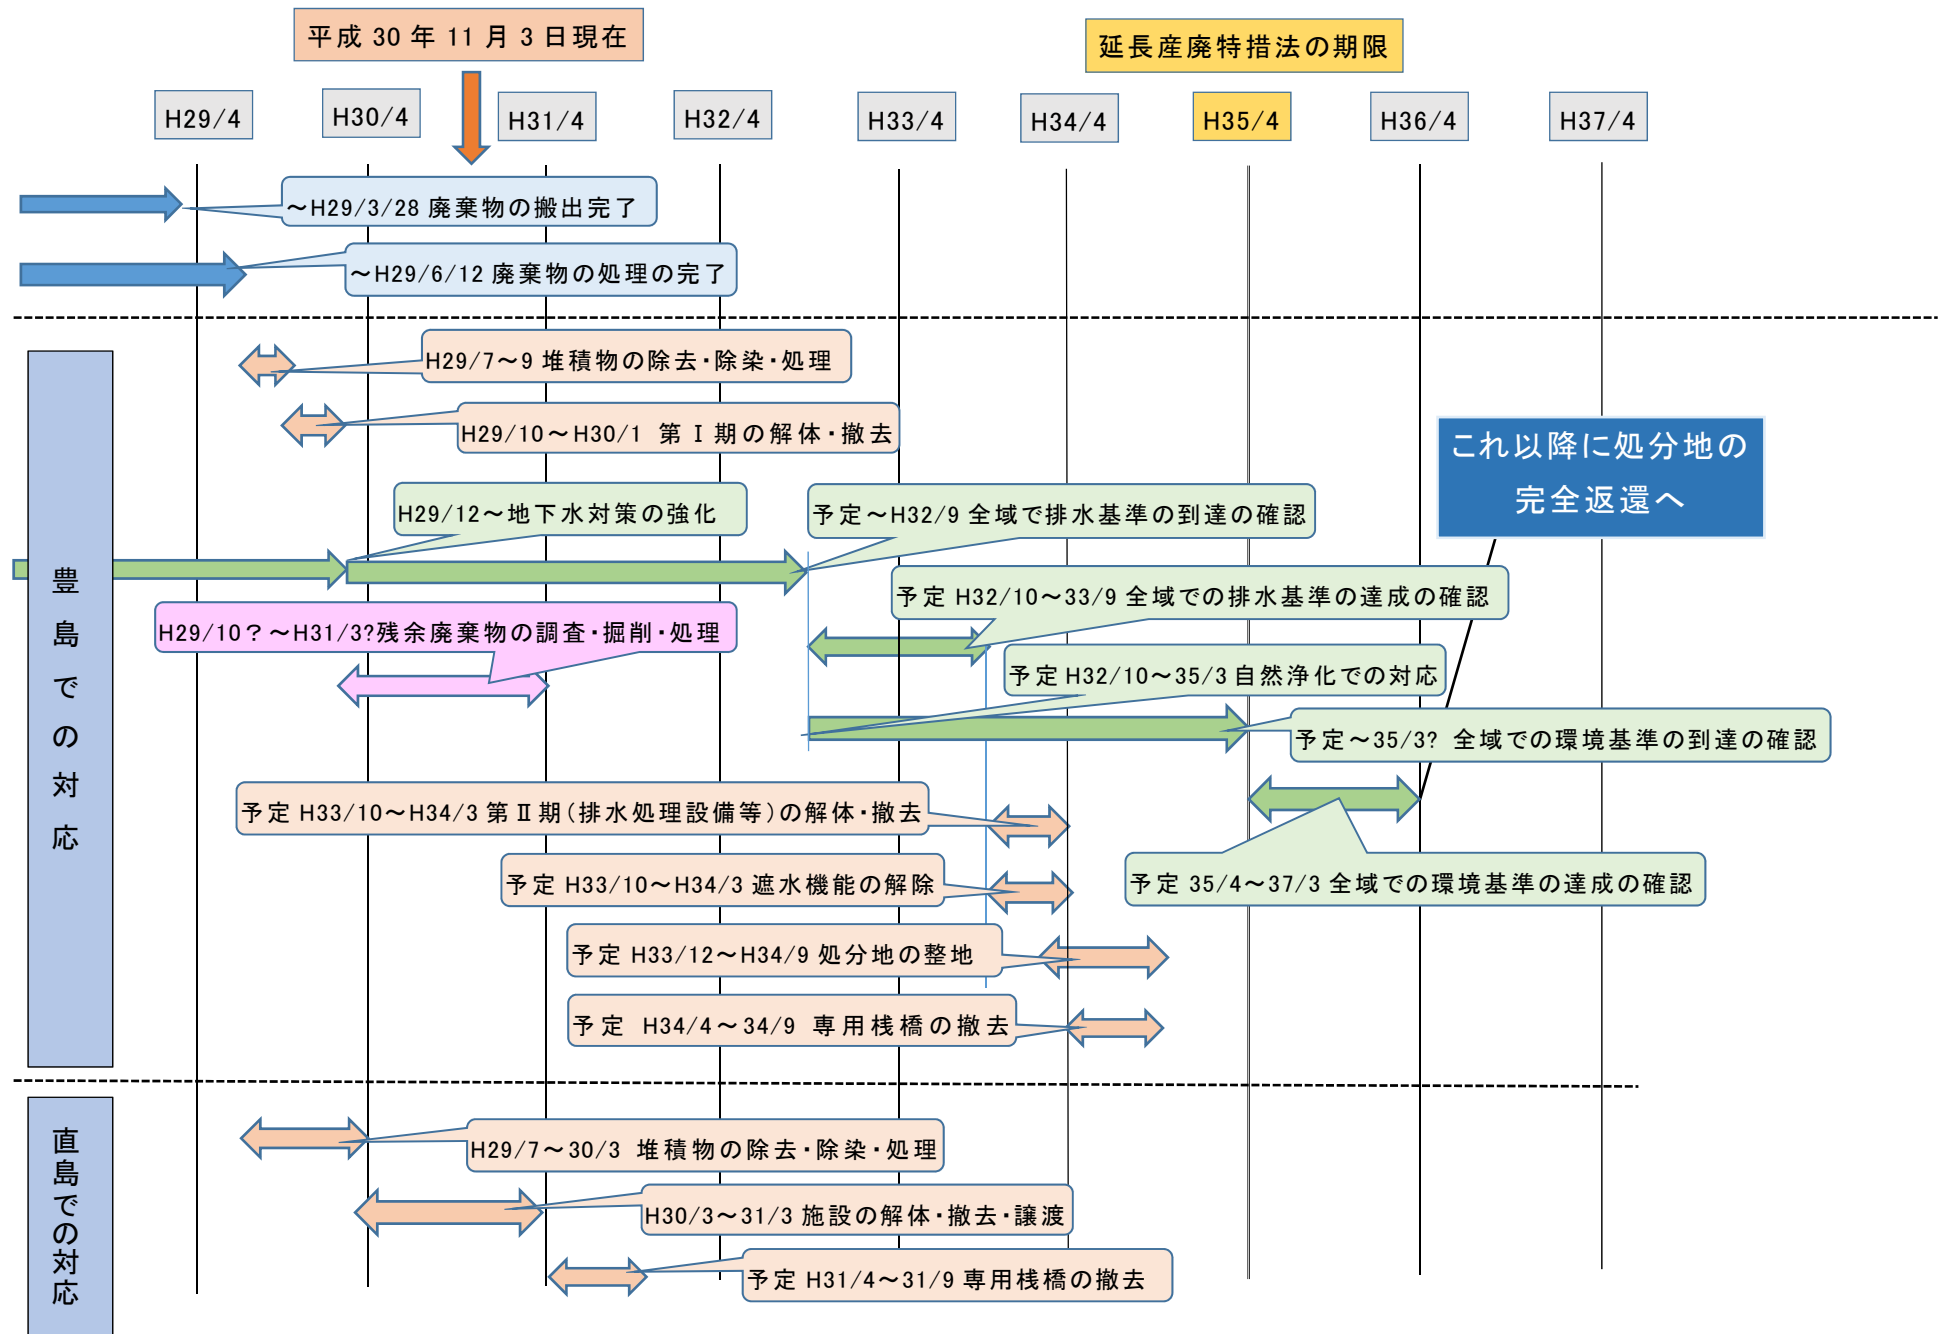 平成 30 年 11 月 3 日現在
延長産廃特措法の期限
H29/4
H30/4
H31/4
H32/4
H33/4
H34/4
H35/4
H36/4
H37/4
～H29/3/28 廃棄物の搬出完了
～H29/6/12 廃棄物の処理の完了
豊島での対応
H29/7～9 堆積物の除去・除染・処理
H29/10～H30/1 第Ⅰ期の解体・撤去
これ以降に処分地の
完全返還へ
H29/12～地下水対策の強化
予定～H32/9 全域で排水基準の到達の確認
予定 H32/10～33/9 全域での排水基準の達成の確認
H29/10？～H31/3?残余廃棄物の調査・掘削・処理
予定 H32/10～35/3 自然浄化での対応
予定～35/3? 全域での環境基準の到達の確認
予定 H33/10～H34/3 第Ⅱ期（排水処理設備等）の解体・撤去
予定 H33/10～H34/3 遮水機能の解除
予定 35/4～37/3 全域での環境基準の達成の確認
予定 H33/12～H34/9 処分地の整地
予定 H34/4～34/9 専用桟橋の撤去
直島での対応
H29/7～30/3 堆積物の除去・除染・処理
H30/3～31/3 施設の解体・撤去・譲渡
予定 H31/4～31/9 専用桟橋の撤去